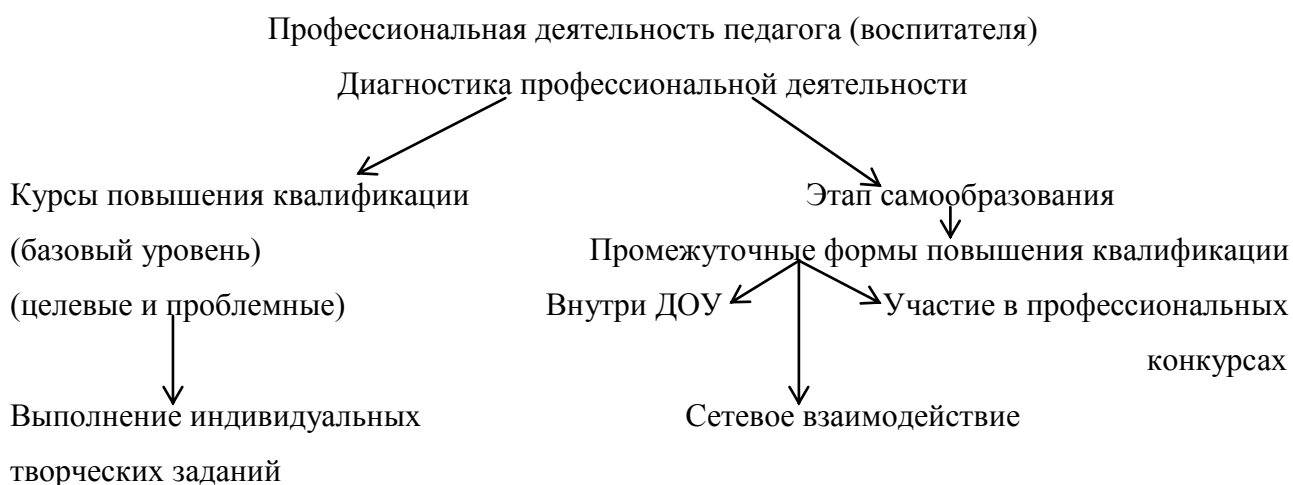 Профессиональная деятельность педагога (воспитателя)
Диагностика профессиональной деятельности
Курсы повышения квалификации
(базовый уровень)
(целевые и проблемные)
Выполнение индивидуальных
творческих заданий
Этап самообразования
Промежуточные формы повышения квалификации
Внутри ДОУ
Участие в профессиональных
конкурсах
Сетевое взаимодействие